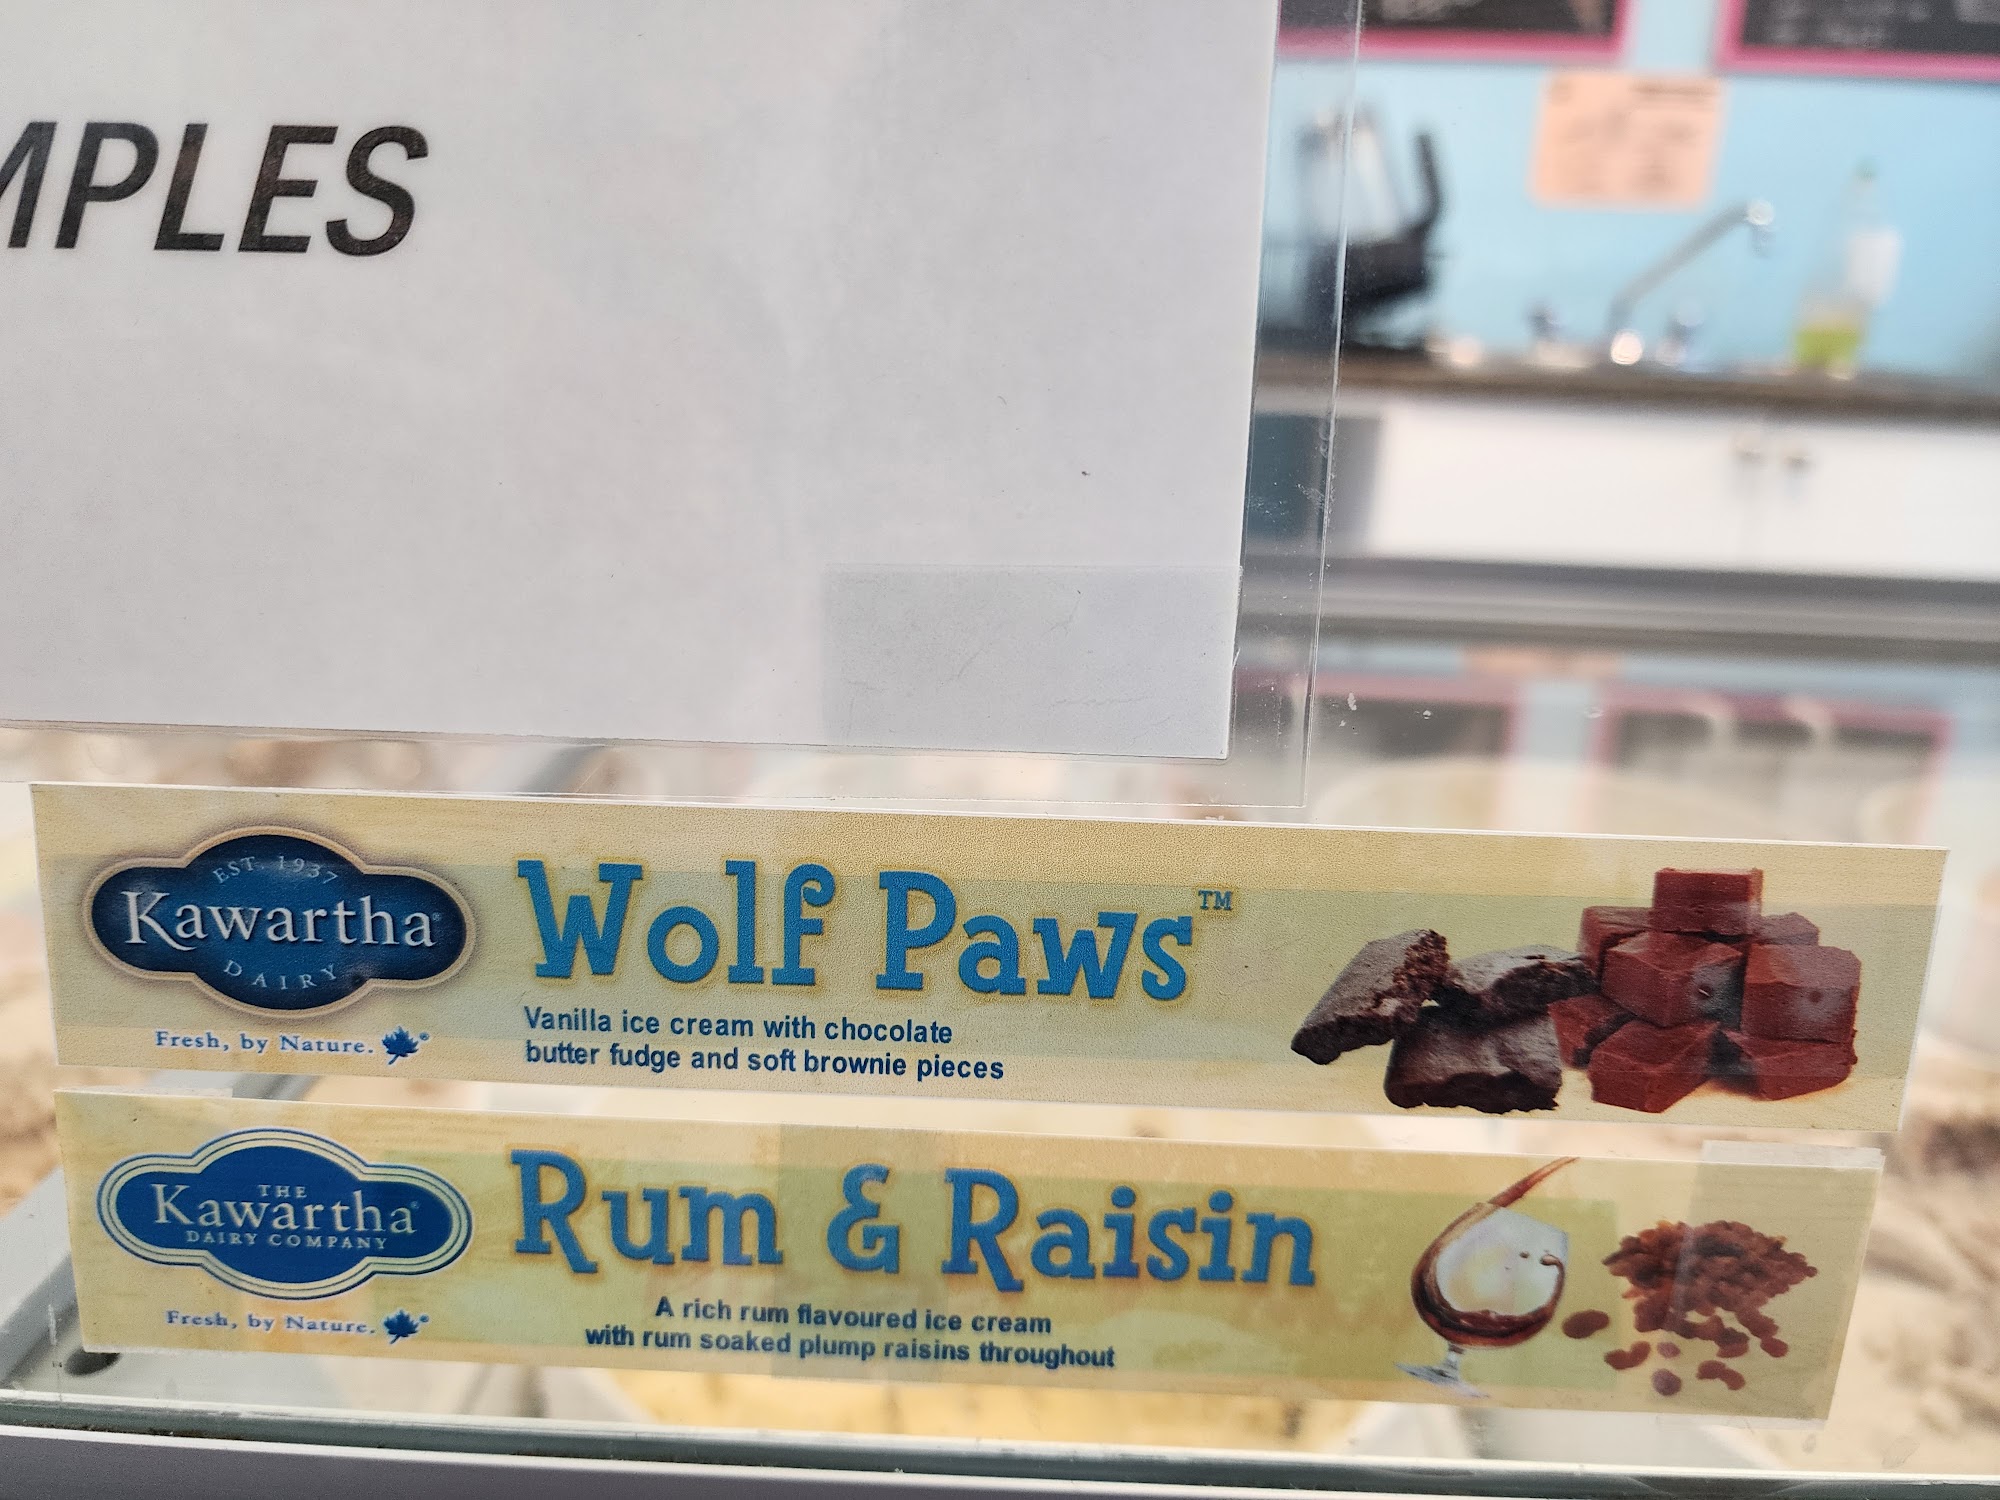 MPLES
EST. 1937
Kawartha®
DAIRY
Fresh, by Nature.®
Wolf Paws™
Vanilla ice cream with chocolate
butter fudge and soft brownie pieces
THE
Kawartha®
DAIRY COMPANY
Fresh, by Nature.®
Rum & Raisin
A rich rum flavoured ice cream
with rum soaked plump raisins throughout